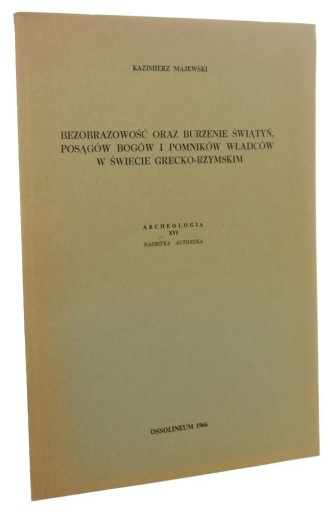 KAZIMIERZ MAJEWSKI
BEZOBRAZOWOŚĆ ORAZ BURZENIE ŚWIĄTYŃ,
POSĄGÓW BOGÓW I POMNIKÓW WŁADCÓW
W ŚWIECIE GRECKO-RZYMSKIM
ARCHEOLOGIA
XVI
NADBITKA AUTORSKA
OSSOLINEUM 1966